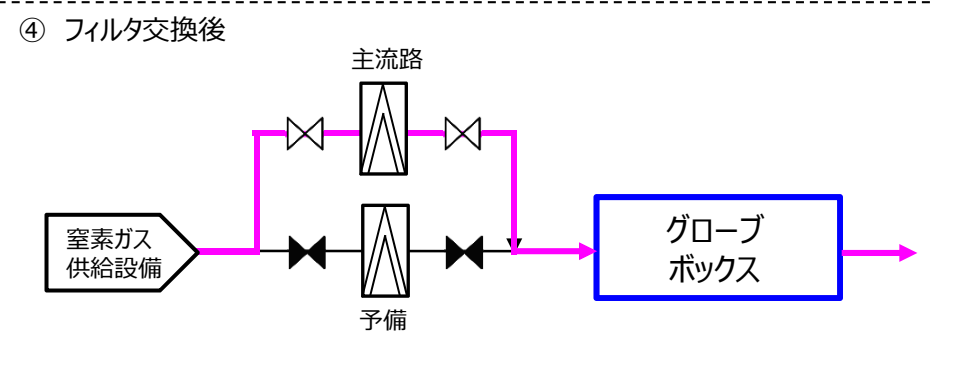 ④ フィルタ交換後
主流路
窒素ガス
供給設備
グローブ
ボックス
予備